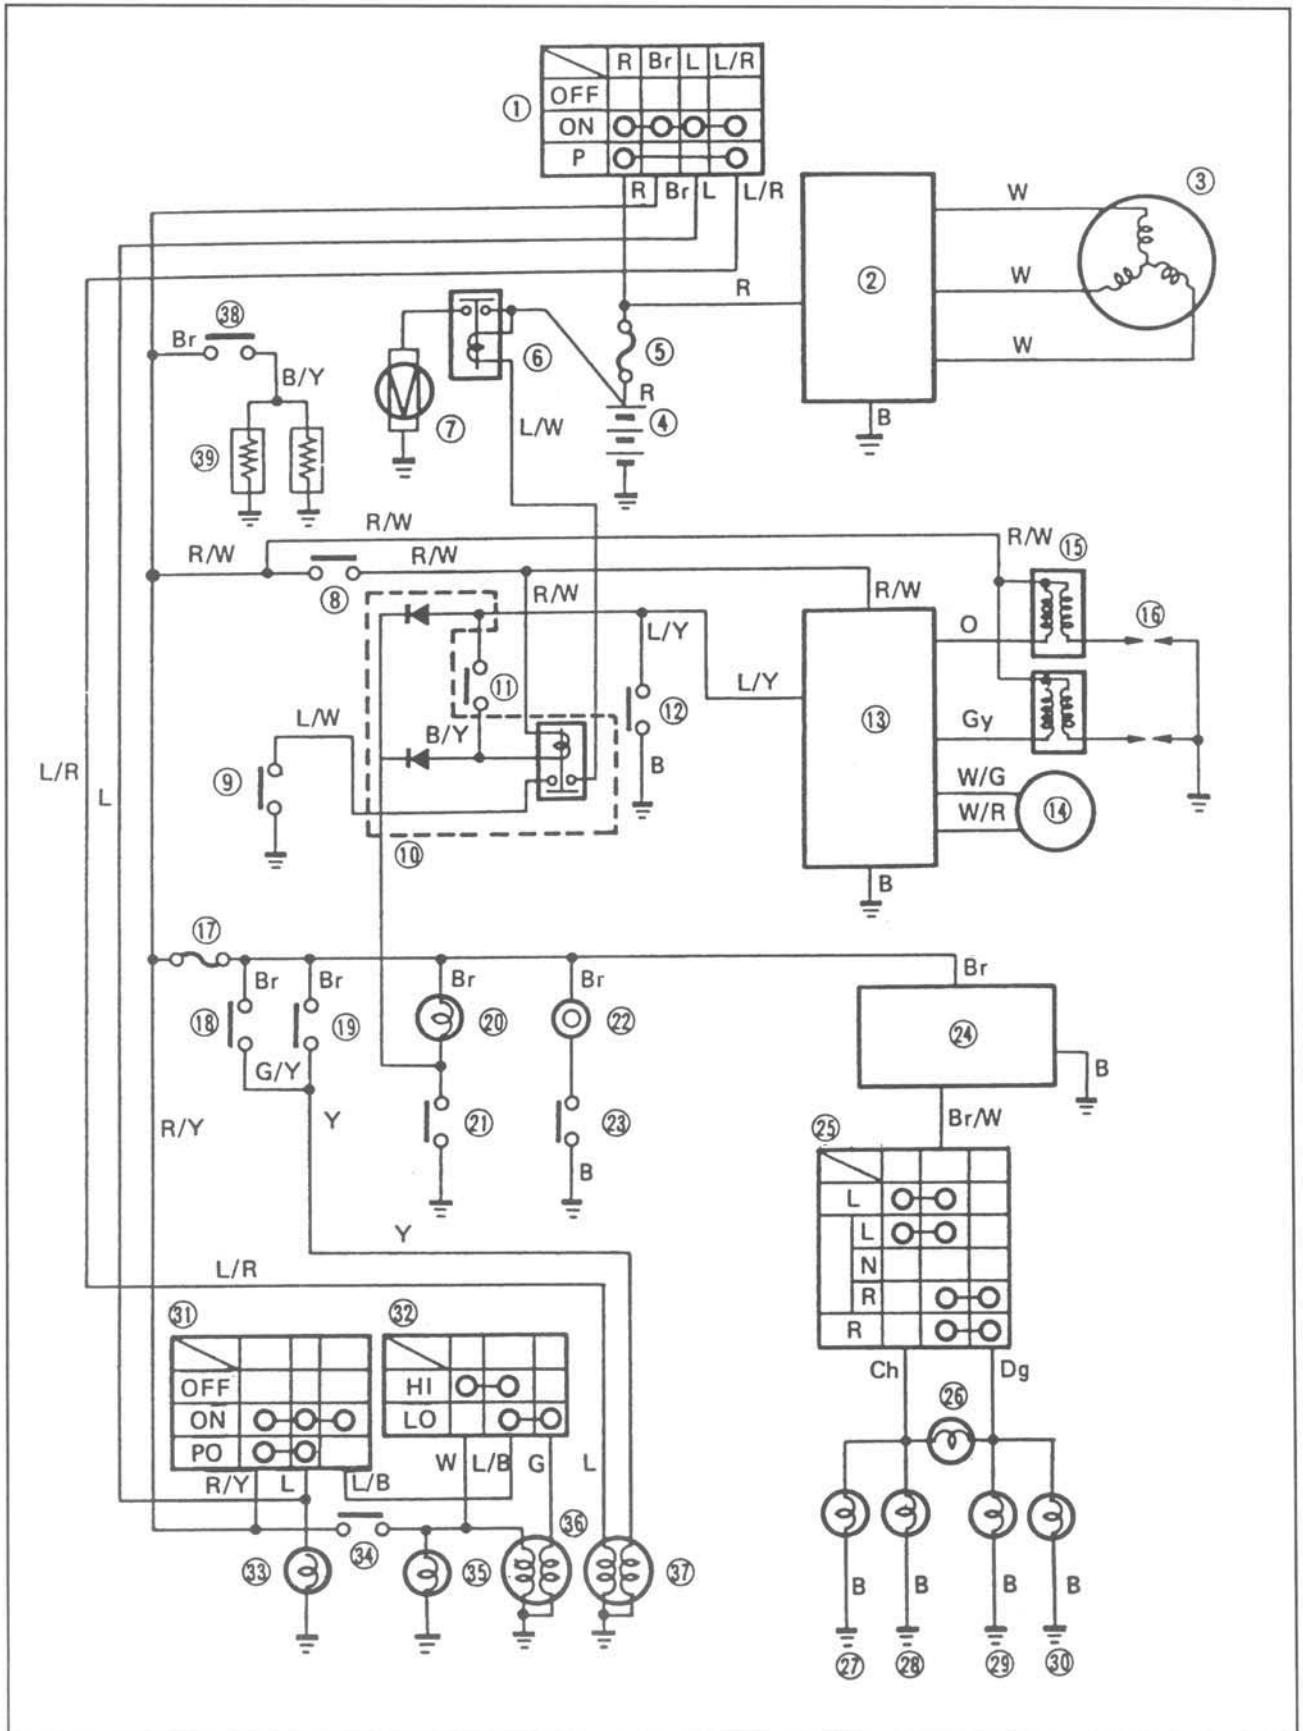 R Br L L/R
OFF
① ON
P
R Br L L/R
③
W
②
R
W
W
㊳
Br
⑥
⑤
B/Y
R
B
L/W
④
⑦
㊴
R/W
R/W R/W R/W ⑮
⑧ R/W R/W
⑯
O
L/Y
⑪ L/Y
⑫
⑬
L/W B/Y Gy
B
L/R
⑨
L
W/G
W/R ⑭
⑩
B
⑰
Br Br Br Br Br
⑱ ⑲ ⑳ ㉒
㉔
G/Y
B
R/Y Y
㉑ ㉓
Br/W
㉕
B
L
L
N
R
R
Y
L/R
㉛ ㉜
OFF HI
ON LO
PO
Ch Dg
㉖
R/Y L L/B W L/B G L
㊱
㉝ ㉞ ㉟ ㊲
B B B B
㉗ ㉘ ㉙ ㉚